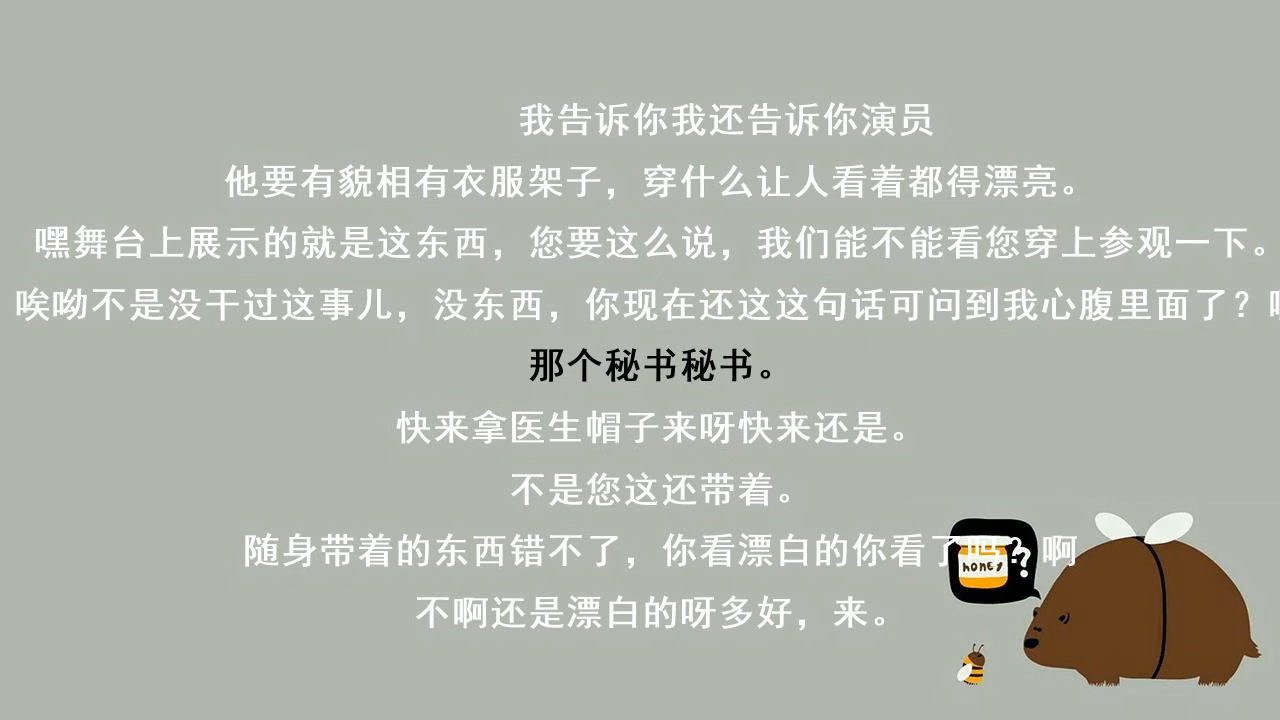 我告诉你我还告诉你演员
他要有貌相有衣服架子，穿什么让人看着都得漂亮。
嘿舞台上展示的就是这东西，您要这么说，我们能不能看您穿上参观一下。
唉呦不是没干过这事儿，没东西，你现在还这这句话可问到我心腹里面了？
那个秘书秘书。
快来拿医生帽子来呀快来还是。
不是您这还带着。
随身带着的东西错不了，你看漂白的你看了吗？啊
honey
?
不啊还是漂白的呀多好，来。